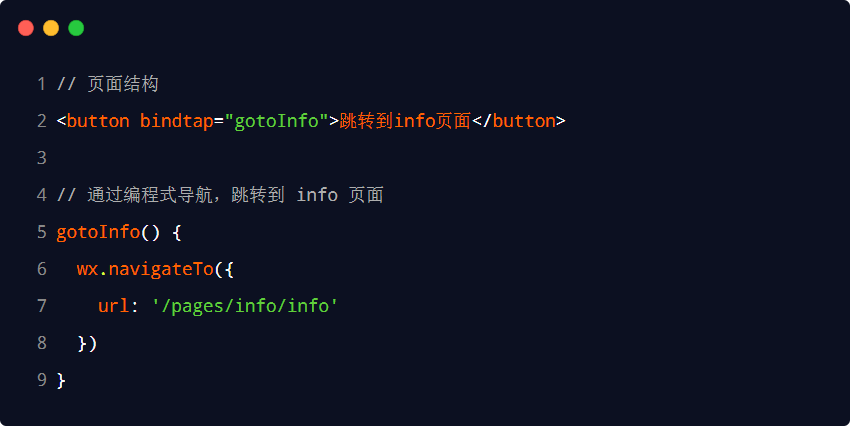 1 // 页面结构
2 <button bindtap="gotoInfo">跳转到info页面</button>
3
4 // 通过编程式导航，跳转到 info 页面
5 gotoInfo() {
6   wx.navigateTo({
7     url: '/pages/info/info'
8   })
9 }